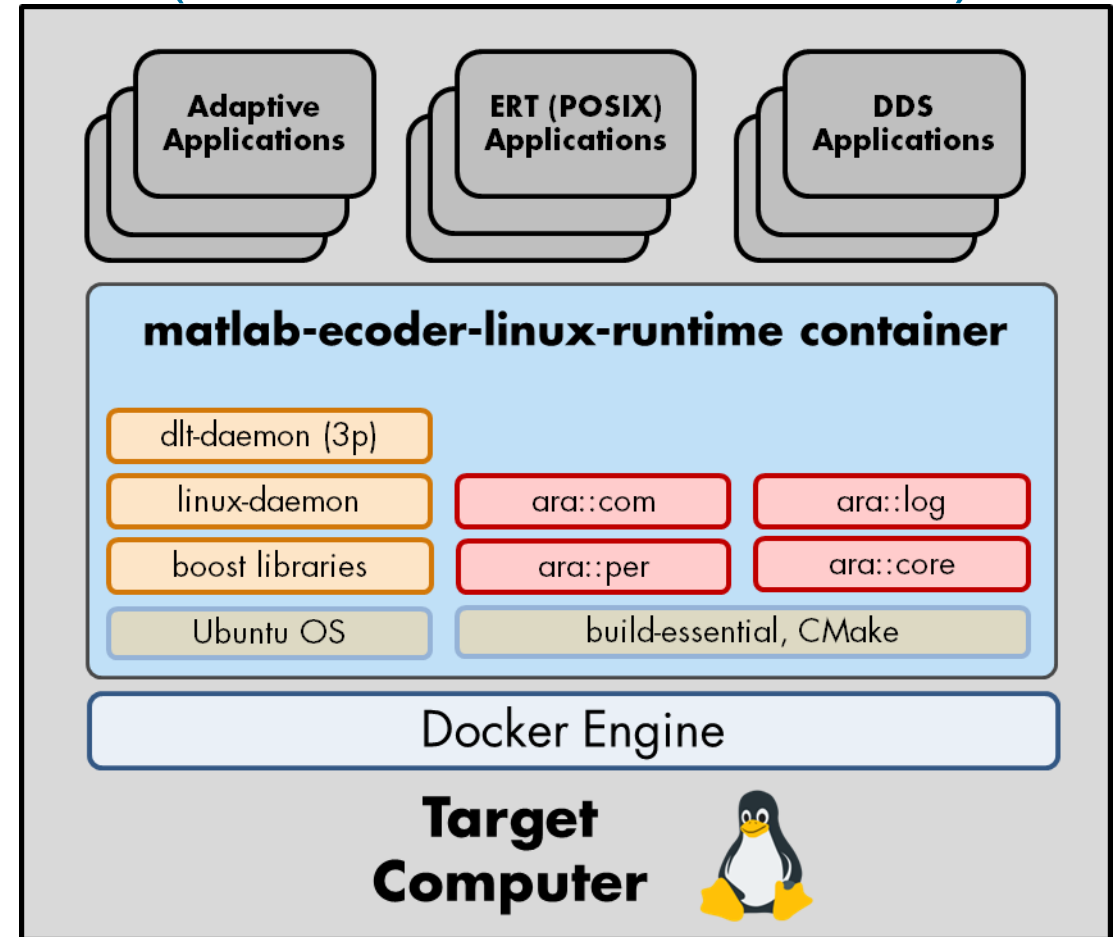 Adaptive
Applications
ERT (POSIX)
Applications
DDS
Applications
matlab-ecoder-linux-runtime container
dlt-daemon (3p)
linux-daemon
ara::com
ara::log
boost libraries
ara::per
ara::core
Ubuntu OS
build-essential, CMake
Docker Engine
Target
Computer